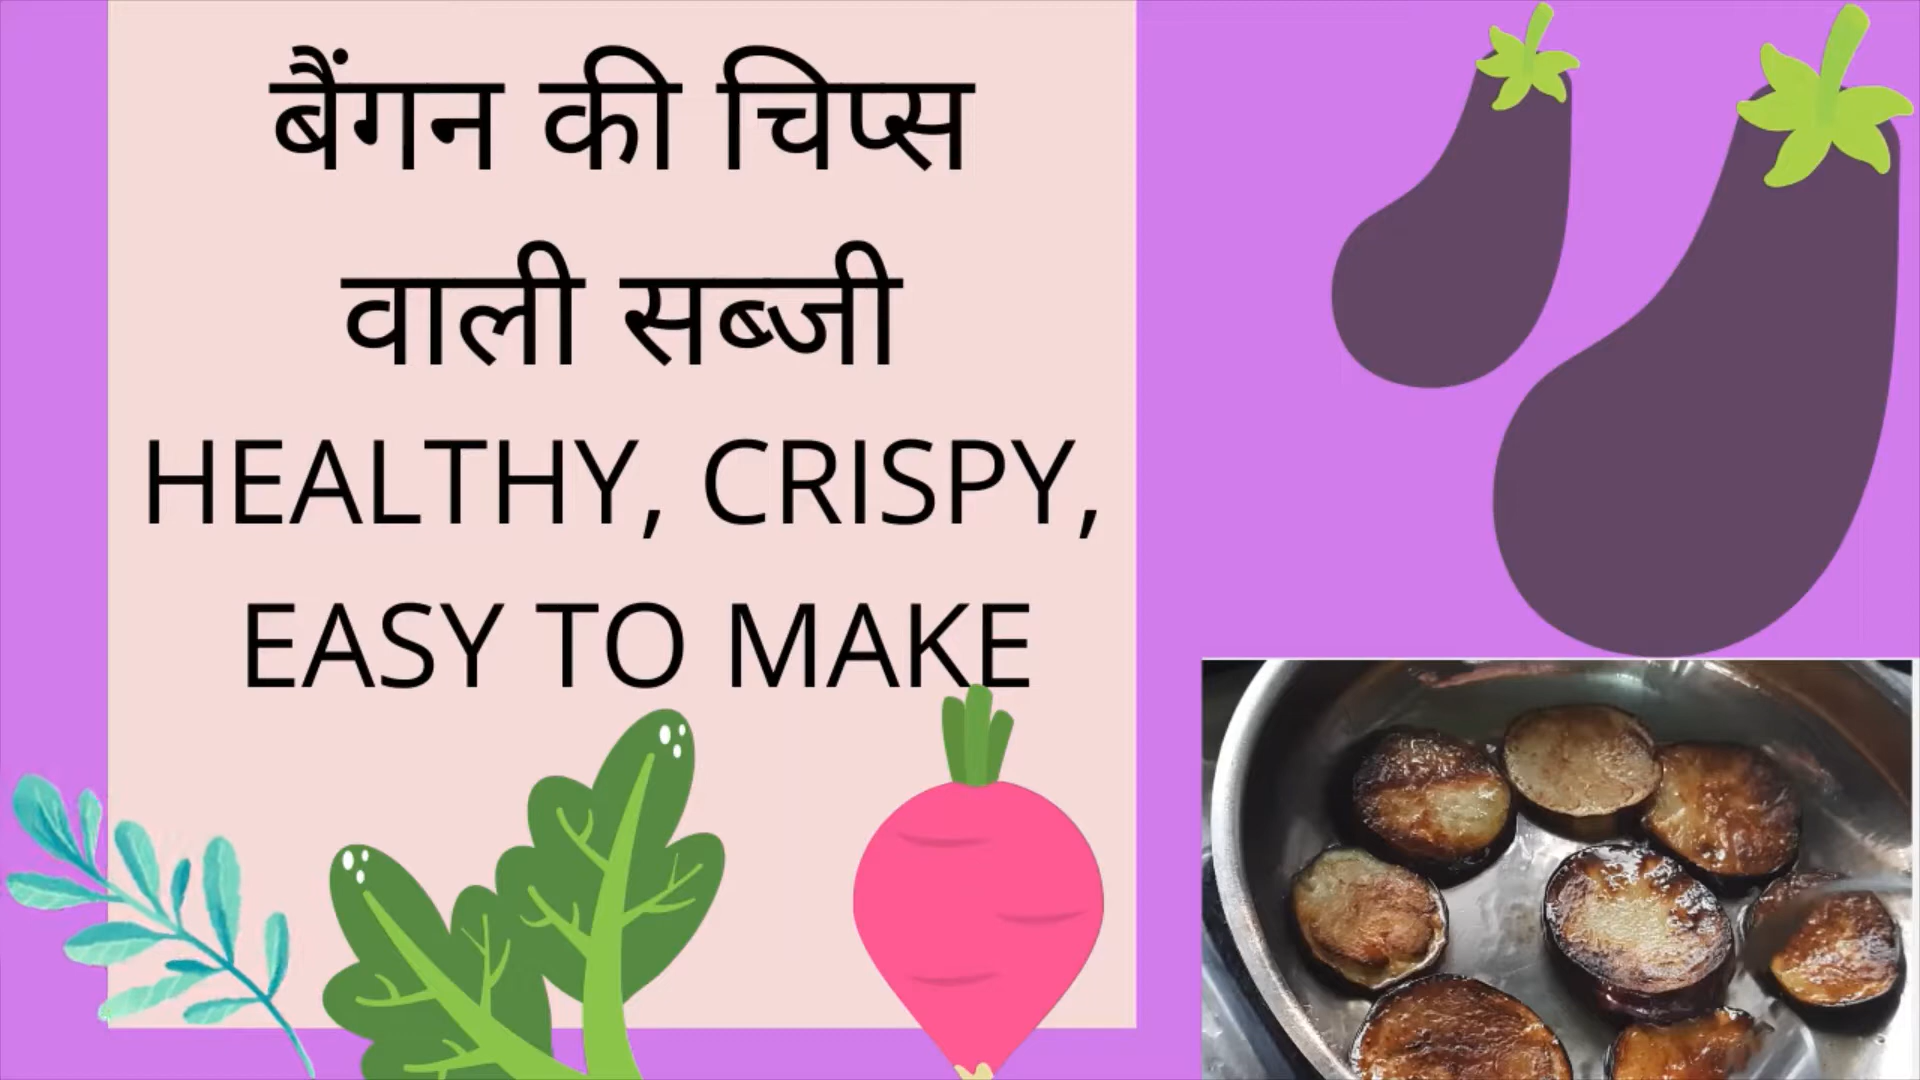 बैंगन की चिप्स
वाली सब्जी
HEALTHY, CRISPY,
EASY TO MAKE